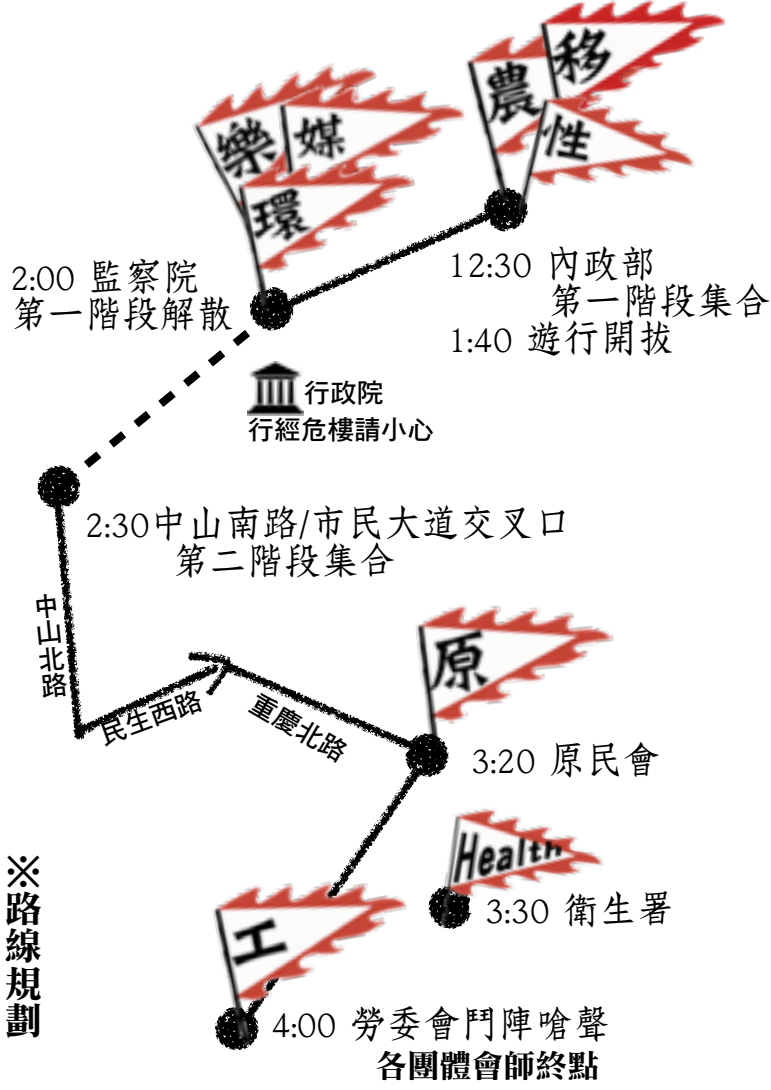 移
農
性
樂
媒
環
12:30 內政部
第一階段集合
1:40 遊行開拔
2:00 監察院
第一階段解散
行政院
行經危樓請小心
2:30中山南路/市民大道交叉口
第二階段集合
中山北路
民生西路
重慶北路
原
3:20 原民會
Health
3:30 衛生署
工
4:00 勞委會鬥陣嗆聲
各團體會師終點
※路線規劃